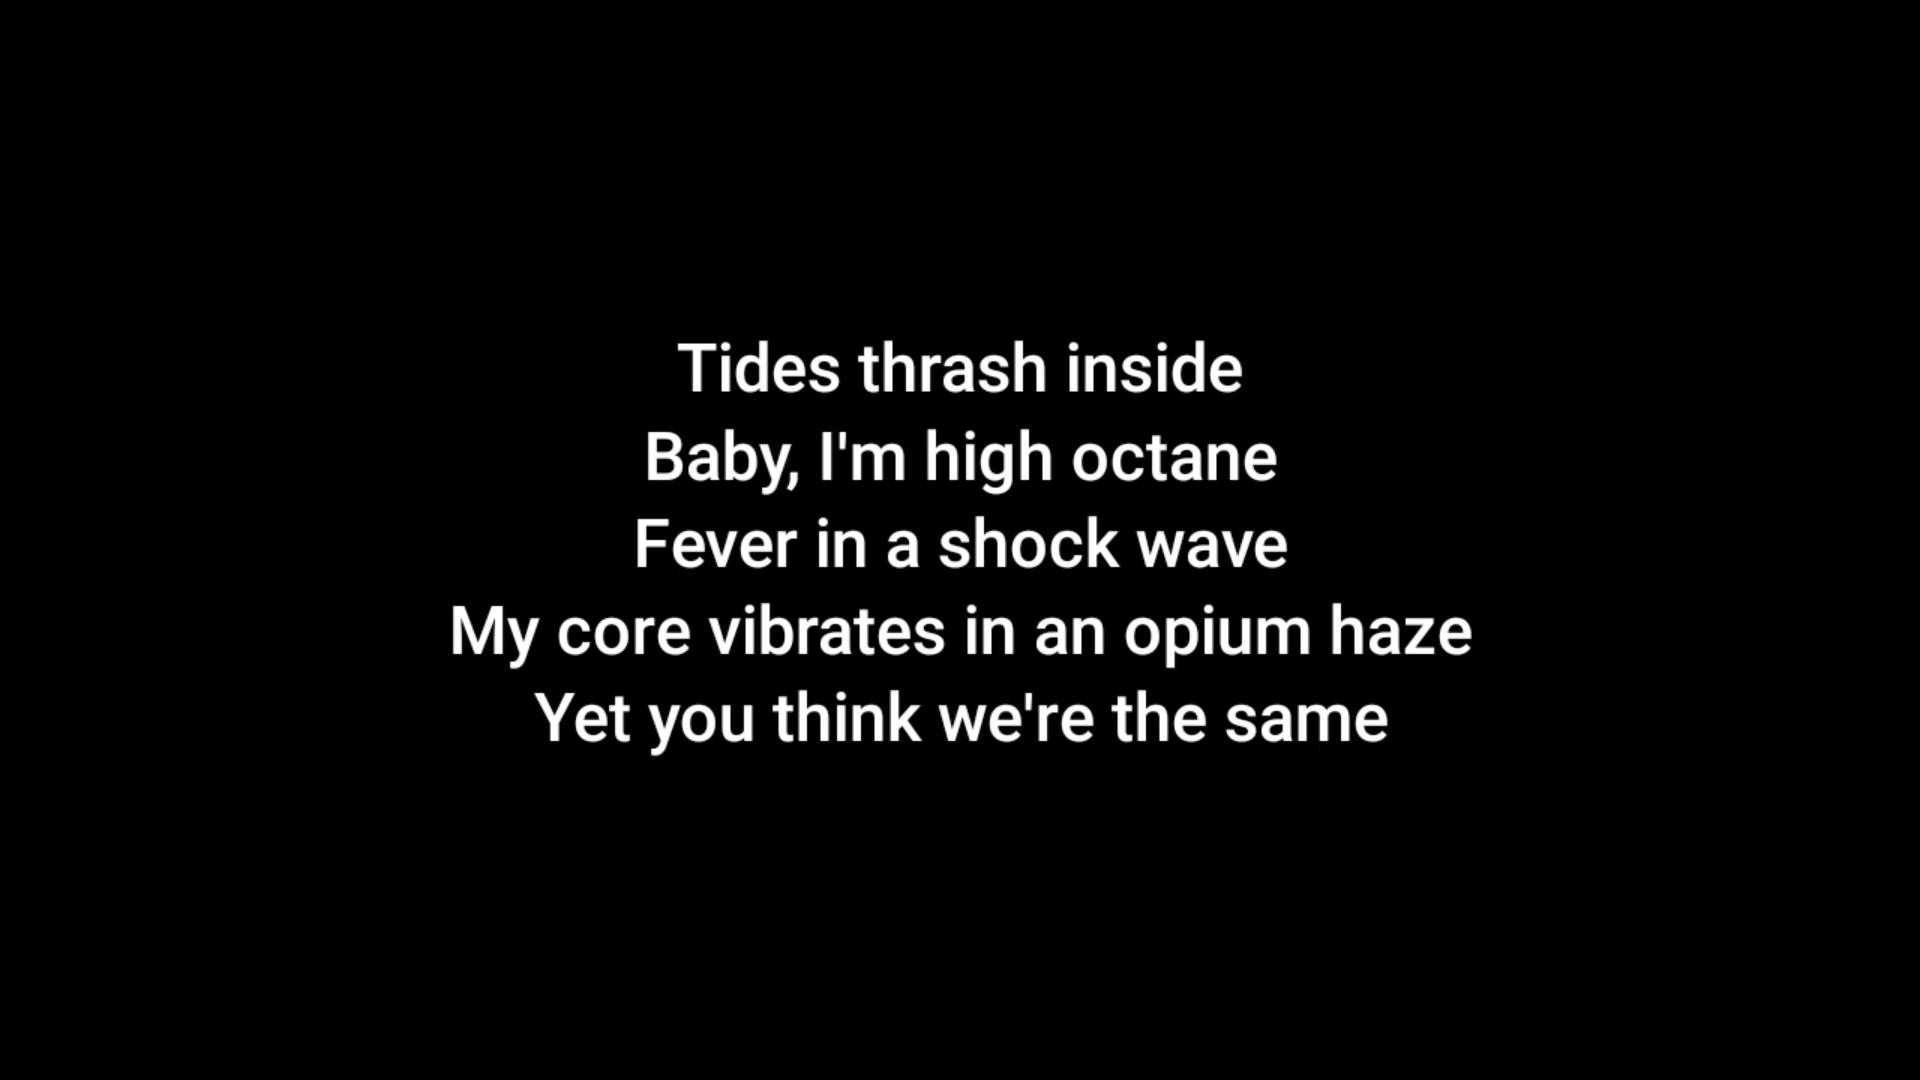 Tides thrash inside
Baby, I'm high octane
Fever in a shock wave
My core vibrates in an opium haze
Yet you think we're the same